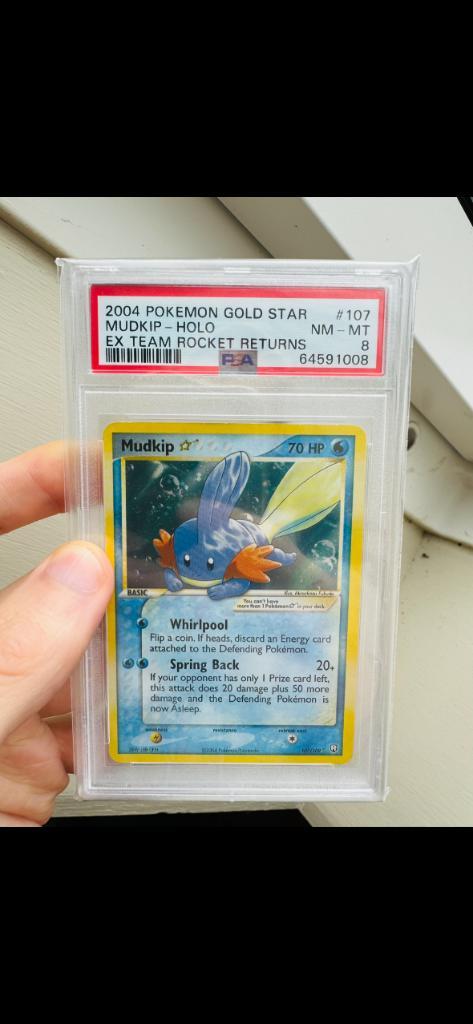 2004 POKEMON GOLD STAR #107
MUDKIP - HOLO NM - MT
EX TEAM ROCKET RETURNS 8
PSA 64591008
Mudkip 70 HP
BASIC
You can't have
more than 1 Pokémon☆ in your deck.
Whirlpool
Flip a coin. If heads, discard an Energy card
attached to the Defending Pokémon.
Spring Back 20+
If your opponent has only 1 Prize card left,
this attack does 20 damage plus 50 more
damage and the Defending Pokémon is
now Asleep.
weakness resistance retreat cost
©2004 Pokémon/Nintendo